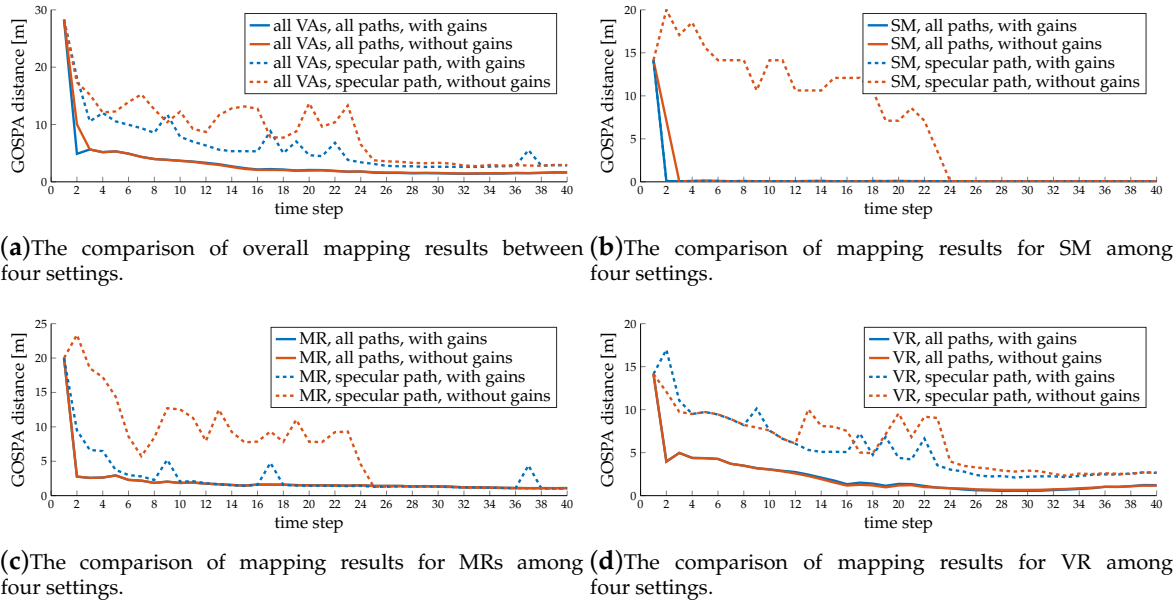 GOSPA distance [m]
30
20
10
0
all VAs, all paths, with gains
all VAs, all paths, without gains
all VAs, specular path, with gains
all VAs, specular path, without gains
0 2 4 6 8 10 12 14 16 18 20 22 24 26 28 30 32 34 36 38 40
time step
(a)The comparison of overall mapping results between
four settings.
GOSPA distance [m]
20
15
10
5
0
SM, all paths, with gains
SM, all paths, without gains
SM, specular path, with gains
SM, specular path, without gains
0 2 4 6 8 10 12 14 16 18 20 22 24 26 28 30 32 34 36 38 40
time step
(b)The comparison of mapping results for SM among
four settings.
GOSPA distance [m]
25
20
15
10
5
0
MR, all paths, with gains
MR, all paths, without gains
MR, specular path, with gains
MR, specular path, without gains
0 2 4 6 8 10 12 14 16 18 20 22 24 26 28 30 32 34 36 38 40
time step
(c)The comparison of mapping results for MRs among
four settings.
GOSPA distance [m]
20
15
10
5
0
VR, all paths, with gains
VR, all paths, without gains
VR, specular path, with gains
VR, specular path, without gains
0 2 4 6 8 10 12 14 16 18 20 22 24 26 28 30 32 34 36 38 40
time step
(d)The comparison of mapping results for VR among
four settings.